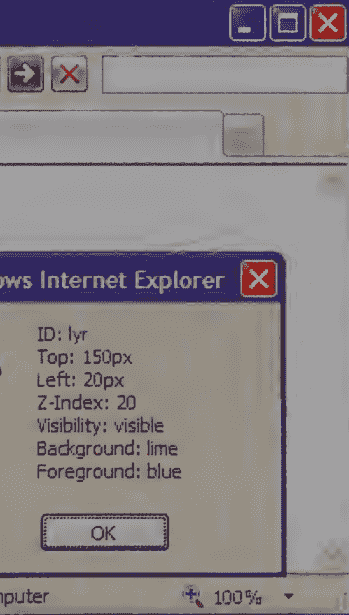 ows Internet Explorer
ID: lyr
Top: 150px
Left: 20px
Z-Index: 20
Visibility: visible
Background: lime
Foreground: blue
OK
mputer 100%